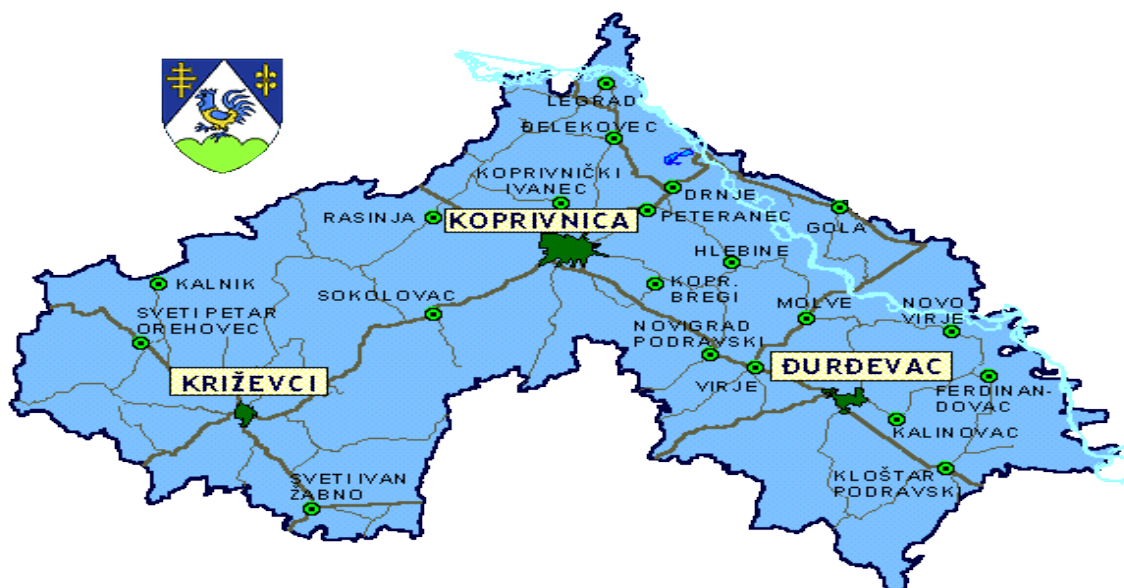 LEGRAD
ĐELEKOVEC
KOPRIVNIČKI
IVANEC
DRNJE
RASINJA
KOPRIVNICA
PETERANEC
GOLA
HLEBINE
KALNIK
SOKOLOVAC
KOPR.
BREGI
MOLVE
NOVO
VIRJE
SVETI PETAR
OREHOVEC
NOVIGRAD
PODRAVSKI
KRIŽEVCI
VIRJE
ĐURĐEVAC
FERDINAN-
DOVAC
KALINOVAC
SVETI IVAN
ŽABNO
KLOŠTAR
PODRAVSKI